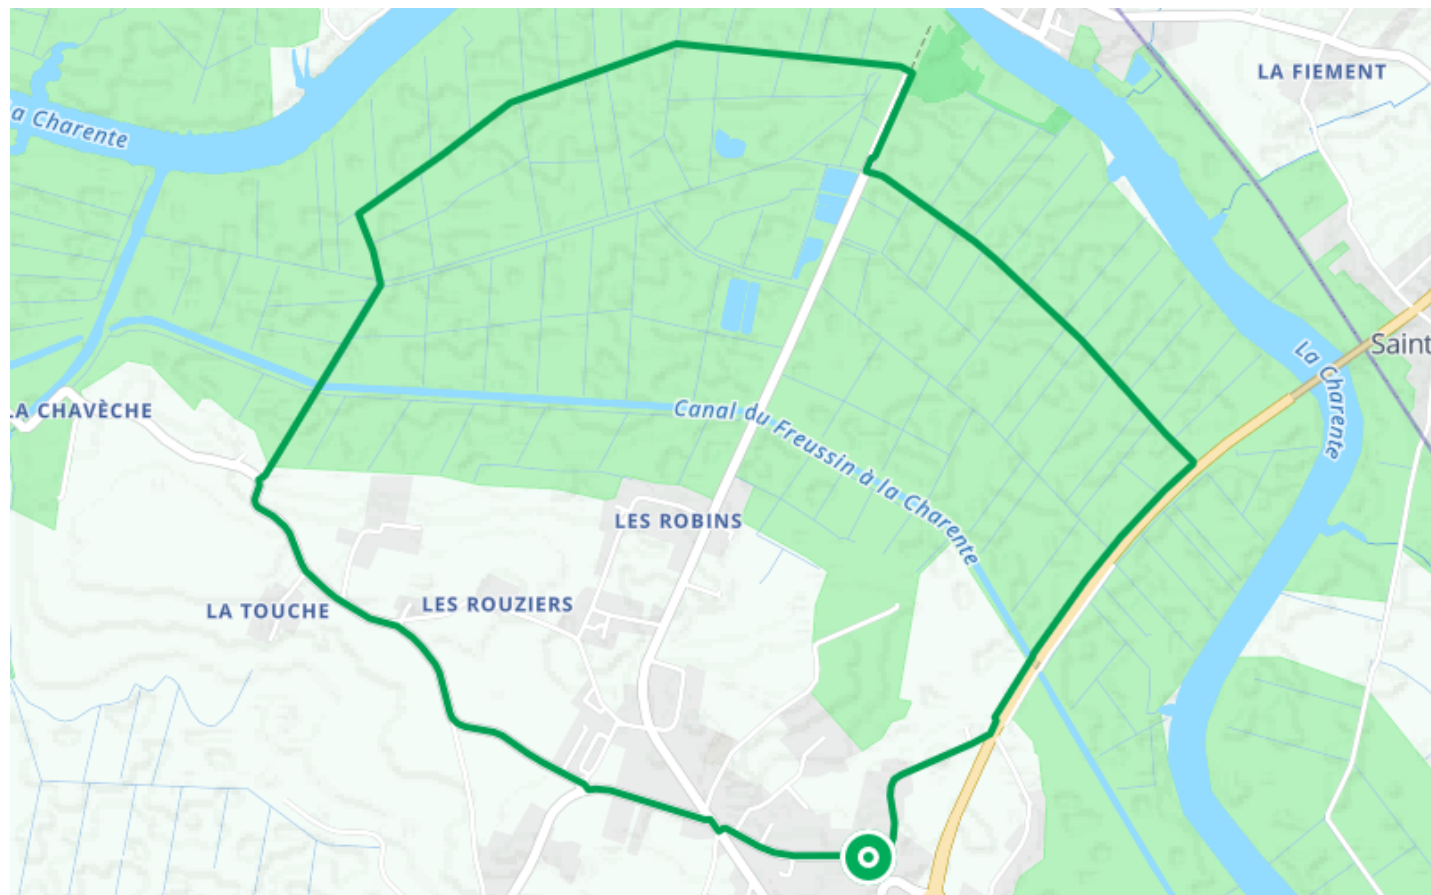 LA FIEMENT
la Charente
La Charente
Saint
LA CHAVÈCHE
Canal du Freussin à la Charente
LES ROBINS
LES ROUZIERS
LA TOUCHE